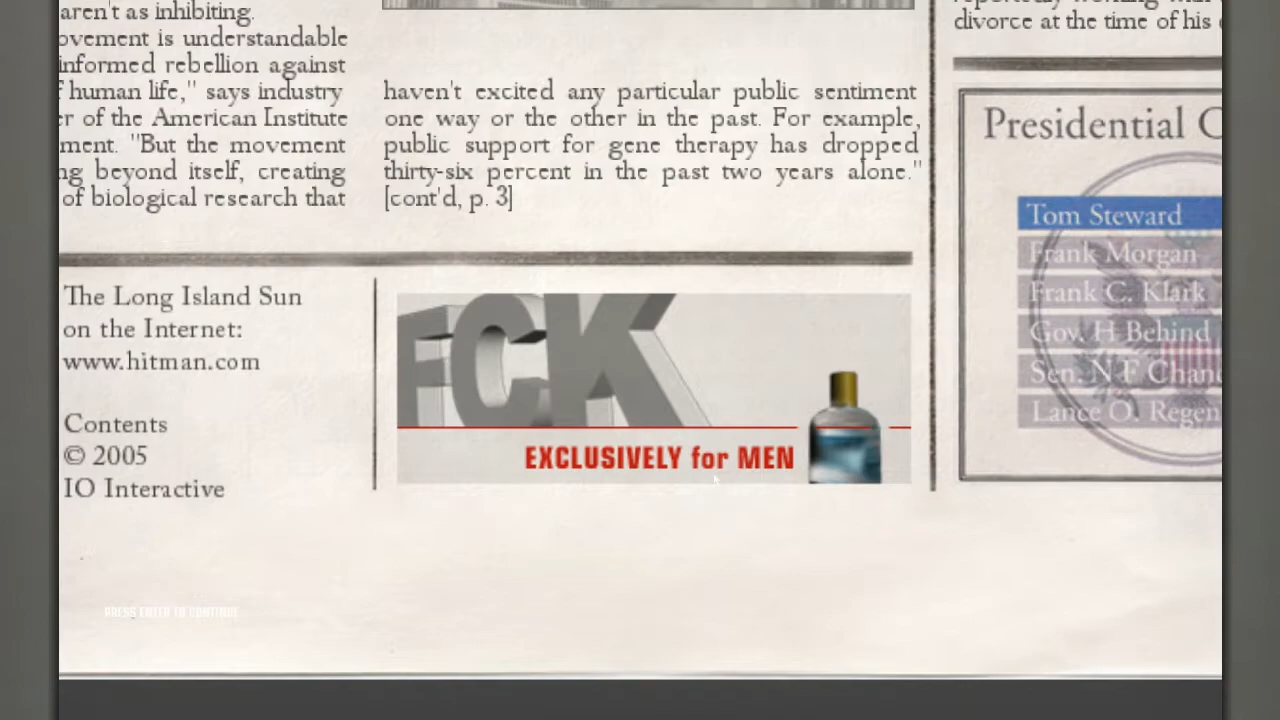 aren't as inhibiting.
ovement is understandable
informed rebellion against
f human life," says industry
er of the American Institute
ment. "But the movement
ng beyond itself, creating
of biological research that
haven't excited any particular public sentiment
one way or the other in the past. For example,
public support for gene therapy has dropped
thirty-six percent in the past two years alone."
[cont'd, p. 3]
divorce at the time of his
Presidential C
Tom Steward
Frank Morgan
Frank C. Klark
Gov. H Behind
Sen. N F Chanc
Lance O. Regen
The Long Island Sun
on the Internet:
www.hitman.com
Contents
© 2005
IO Interactive
FCK
EXCLUSIVELY for MEN
PRESS ENTER TO CONTINUE